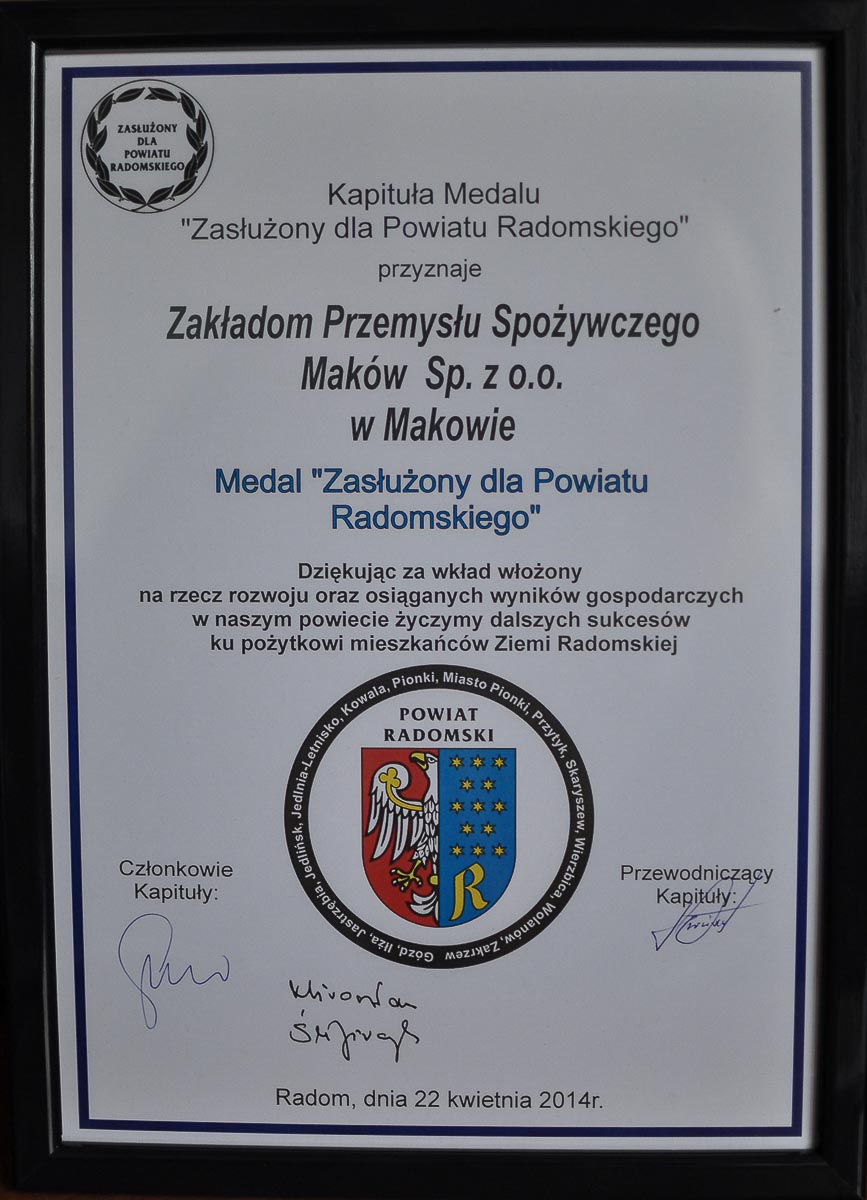 ZASŁUŻONY
DLA
POWIATU
RADOMSKIEGO
Kapituła Medalu
"Zasłużony dla Powiatu Radomskiego"
przyznaje
Zakładom Przemysłu Spożywczego
Maków Sp. z o.o.
w Makowie
Medal "Zasłużony dla Powiatu
Radomskiego"
Dziękując za wkład włożony
na rzecz rozwoju oraz osiąganych wyników gospodarczych
w naszym powiecie życzymy dalszych sukcesów
ku pożytkowi mieszkańców Ziemi Radomskiej
Gózd, Iłża, Jastrzębia, Jedlińsk, Jedlnia-Letnisko, Kowala, Pionki, Miasto Pionki, Przytyk, Skaryszew, Wierzbica, Wolanów, Zakrzew
POWIAT
RADOMSKI
R
Członkowie
Kapituły:
Przewodniczący
Kapituły:
Radom, dnia 22 kwietnia 2014r.